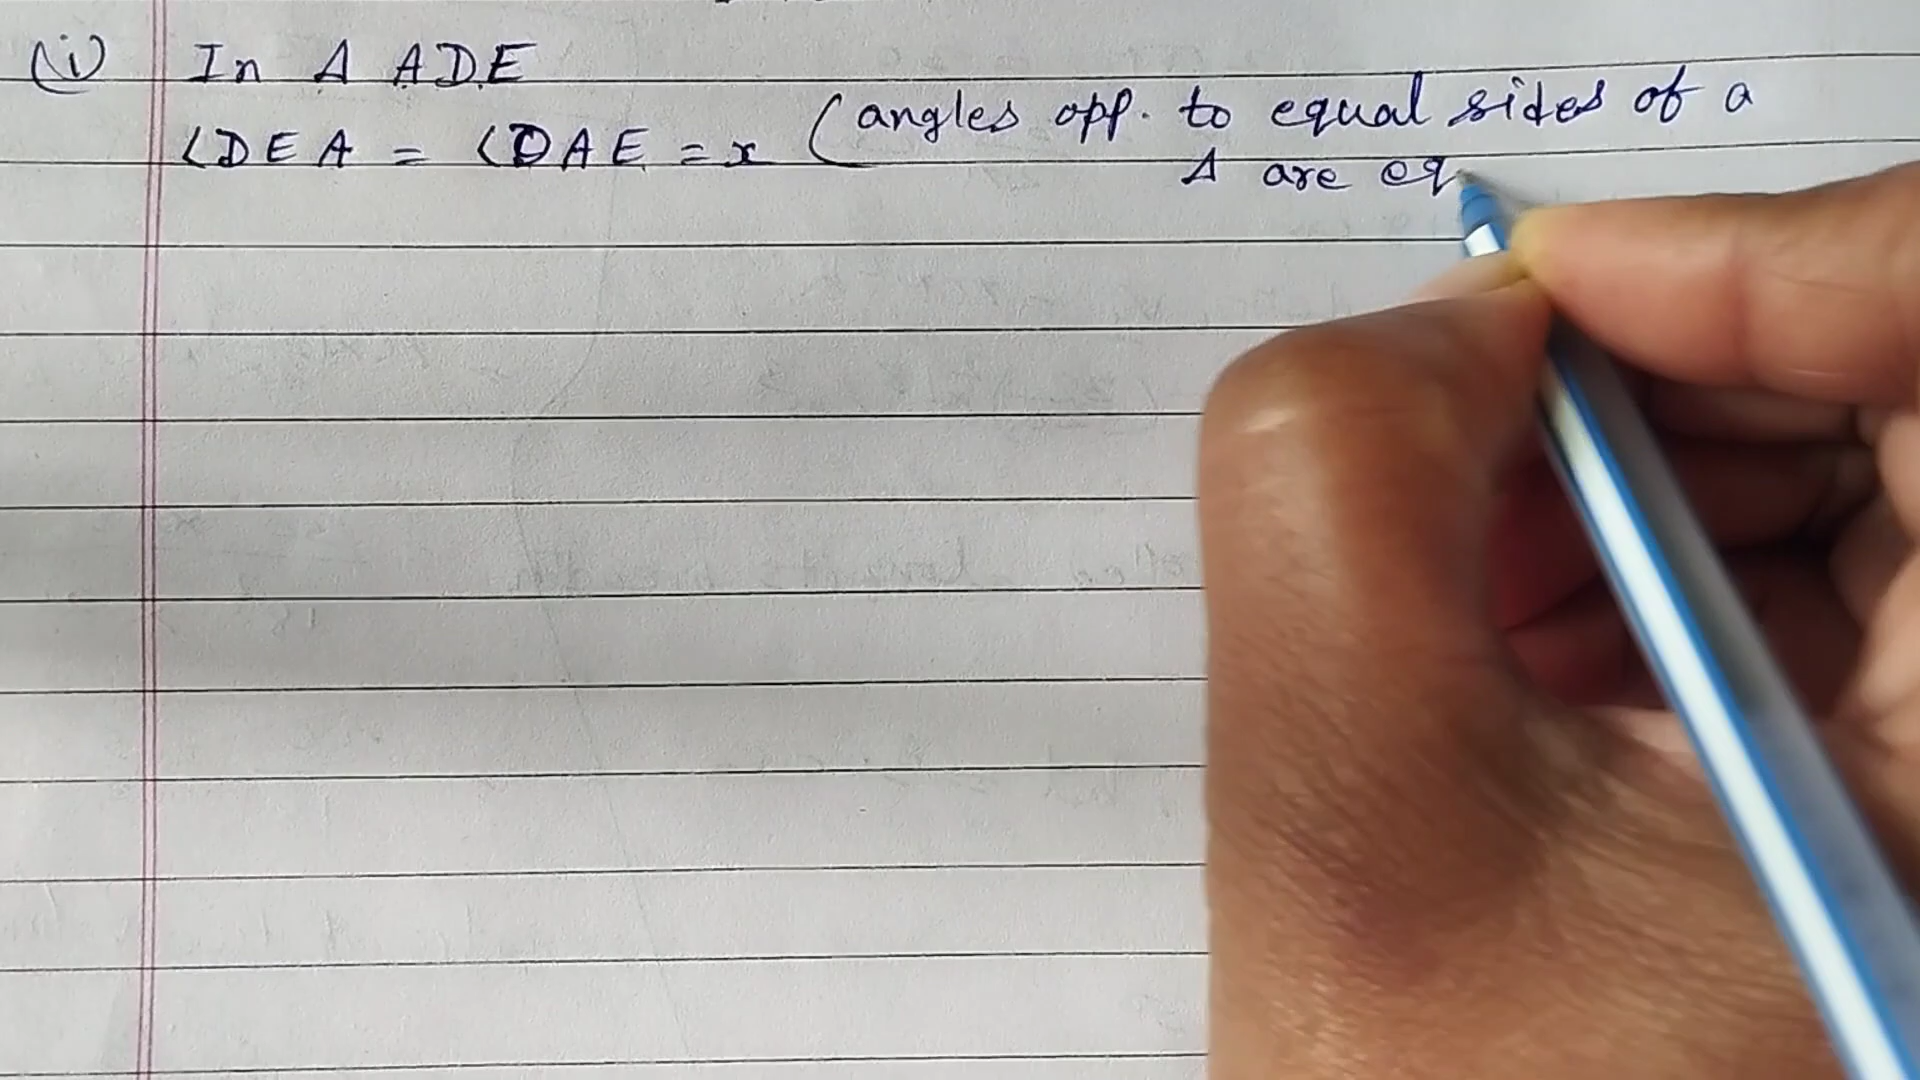 (i) In Δ ADE
∠DEA = ∠DAE = x (angles opp. to equal sides of a
Δ are eq